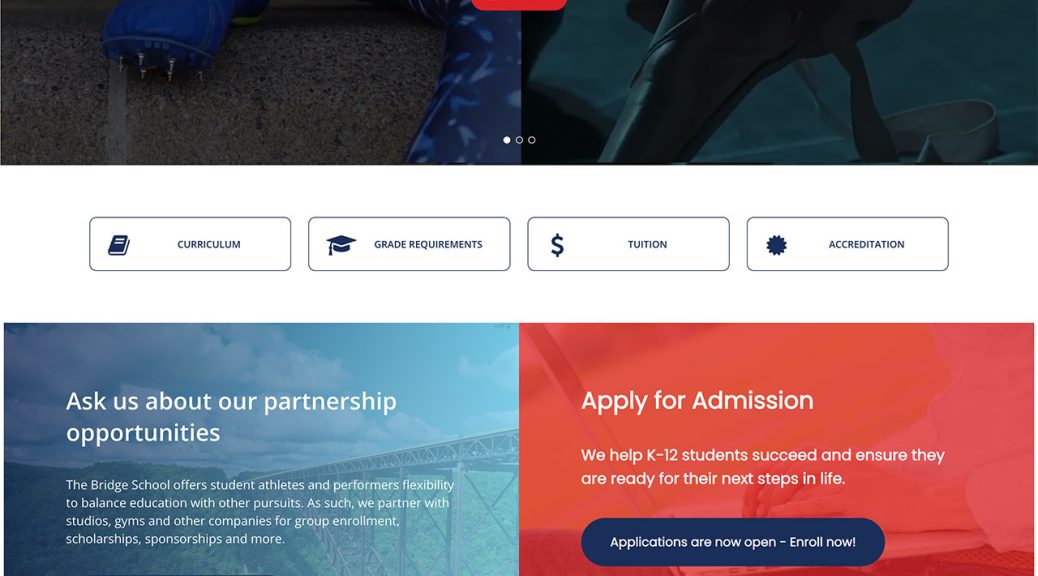 CURRICULUM
GRADE REQUIREMENTS
TUITION
ACCREDITATION
Ask us about our partnership
opportunities
The Bridge School offers student athletes and performers flexibility
to balance education with other pursuits. As such, we partner with
studios, gyms and other companies for group enrollment,
scholarships, sponsorships and more.
Apply for Admission
We help K-12 students succeed and ensure they
are ready for their next steps in life.
Applications are now open - Enroll now!